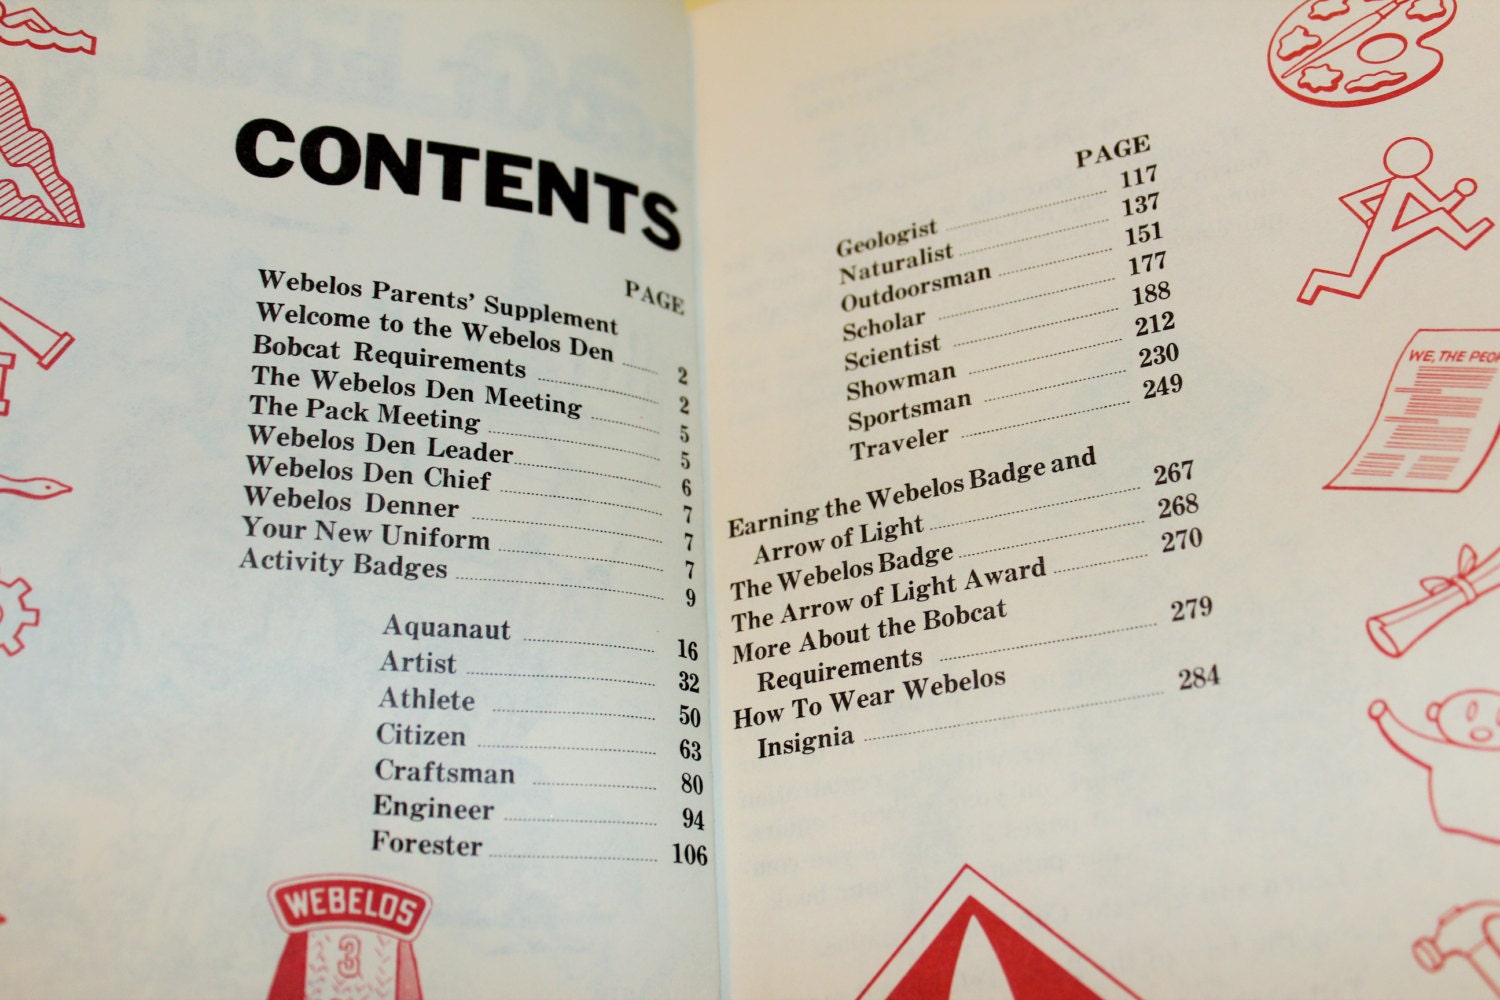 CONTENTS
PAGE
Webelos Parents' Supplement
Welcome to the Webelos Den 2
Bobcat Requirements 2
The Webelos Den Meeting 5
The Pack Meeting 5
Webelos Den Leader 6
Webelos Den Chief 7
Webelos Denner 7
Your New Uniform 7
Activity Badges 9
Aquanaut 16
Artist 32
Athlete 50
Citizen 63
Craftsman 80
Engineer 94
Forester 106
WEBELOS
3
PAGE
Geologist 117
Naturalist 137
Outdoorsman 151
Scholar 177
Scientist 188
Showman 212
Sportsman 230
Traveler 249
Earning the Webelos Badge and
Arrow of Light 267
The Webelos Badge 268
The Arrow of Light Award 270
More About the Bobcat
Requirements 279
How To Wear Webelos
Insignia 284
WE, THE PEOP